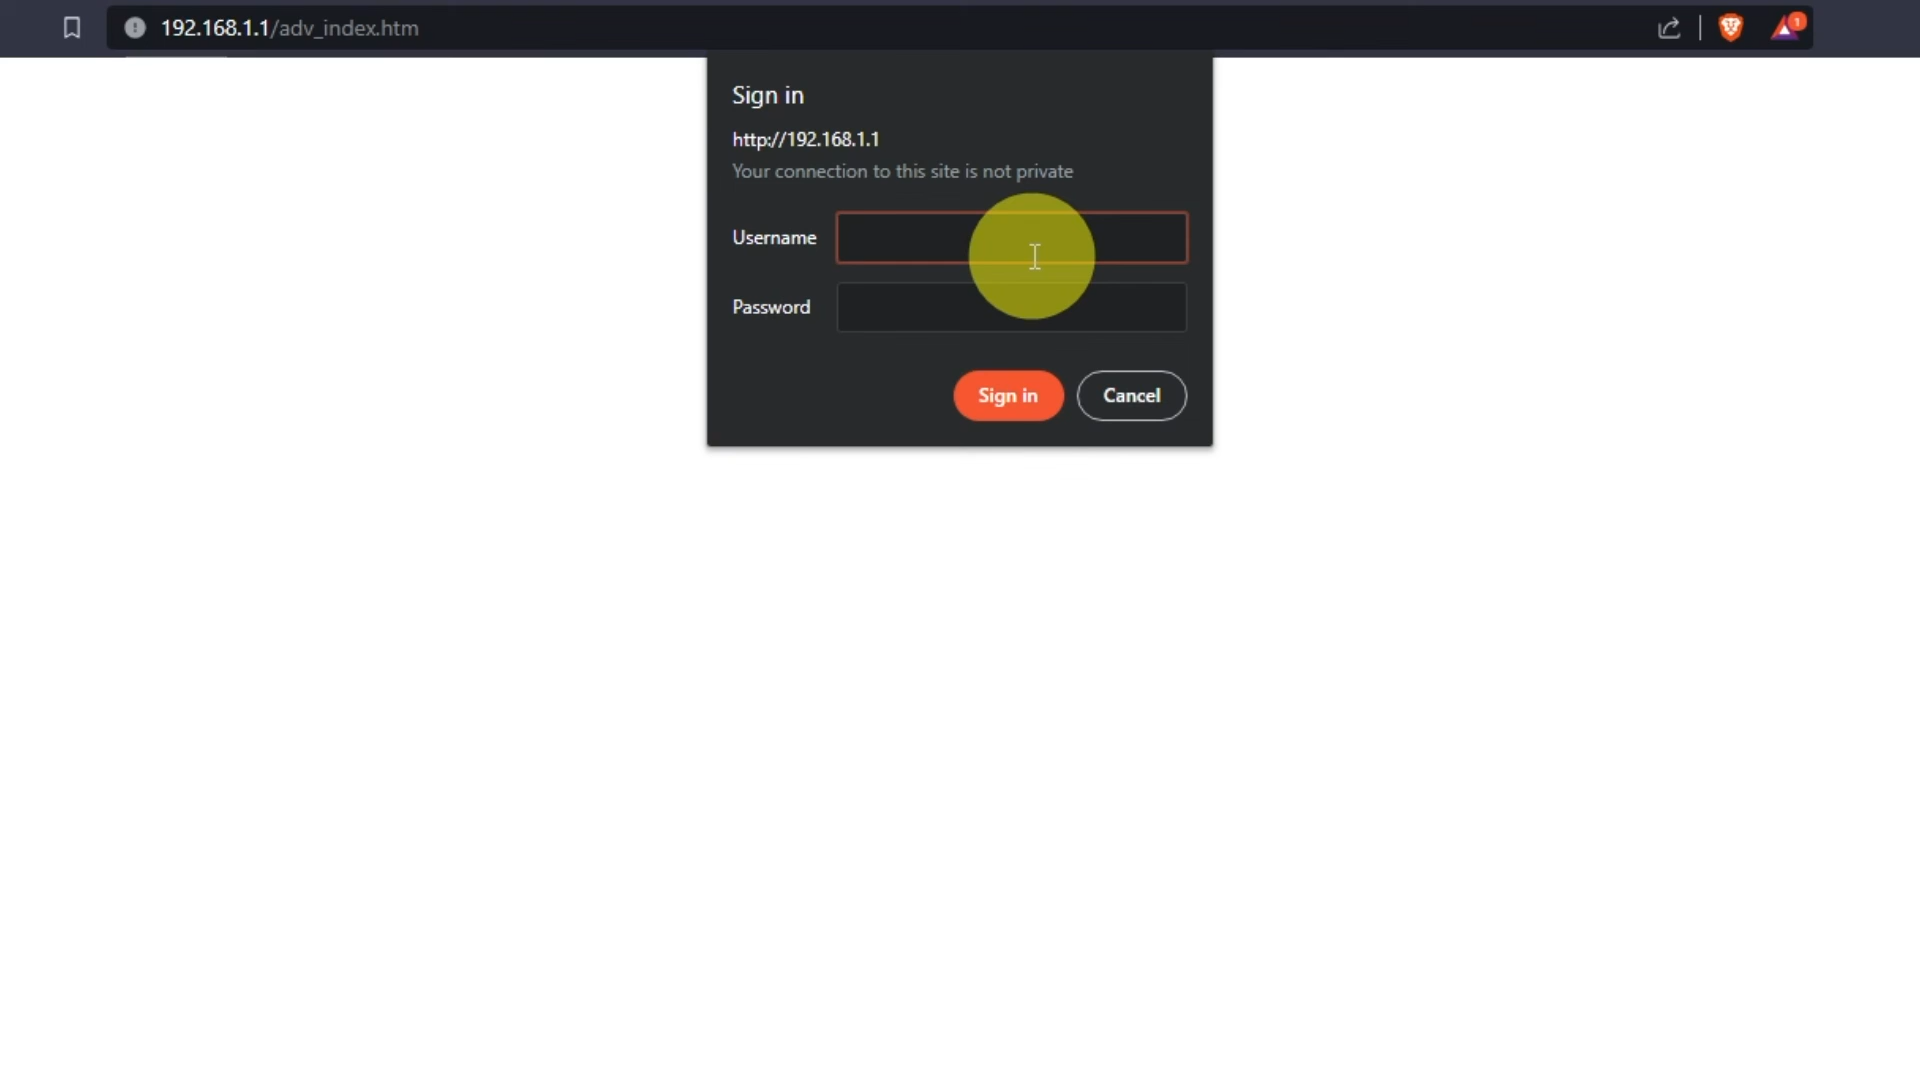 192.168.1.1/adv_index.htm
1
Sign in
http://192.168.1.1
Your connection to this site is not private
Username
Password
Sign in
Cancel